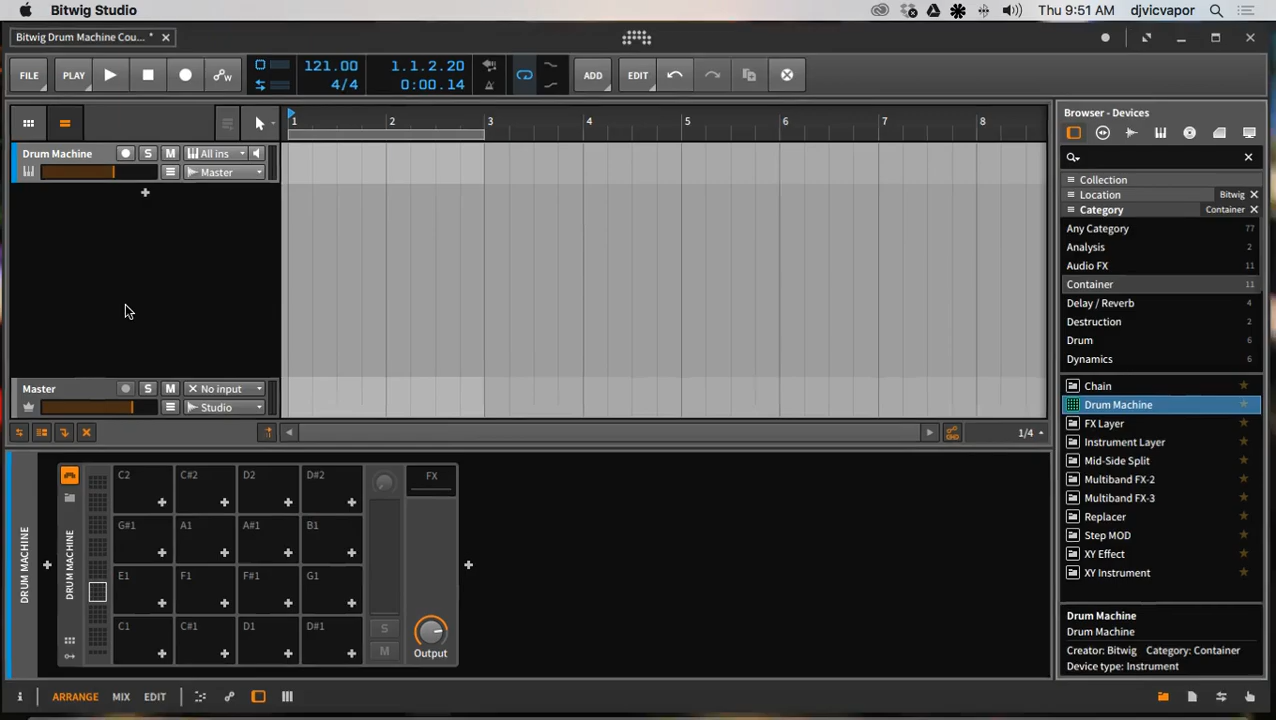 Bitwig Studio
Thu 9:51 AM djvicvapor
Bitwig Drum Machine Cou... *
FILE PLAY 121.00 1.1.2.20 ADD EDIT
4/4 0:00.14
1 2 3 4 5 6 7 8
Drum Machine S M All ins
Master
Master S M No input
Studio
1/4
DRUM MACHINE
DRUM MACHINE
C2 C#2 D2 D#2 FX
G#1 A1 A#1 B1
E1 F1 F#1 G1
C1 C#1 D1 D#1 S
M Output
Browser - Devices
Collection
Location Bitwig
Category Container
Any Category 77
Analysis 2
Audio FX 11
Container 11
Delay / Reverb 4
Destruction 2
Drum 6
Dynamics 6
Chain
Drum Machine
FX Layer
Instrument Layer
Mid-Side Split
Multiband FX-2
Multiband FX-3
Replacer
Step MOD
XY Effect
XY Instrument
Drum Machine
Drum Machine
Creator: Bitwig Category: Container
Device type: Instrument
i ARRANGE MIX EDIT